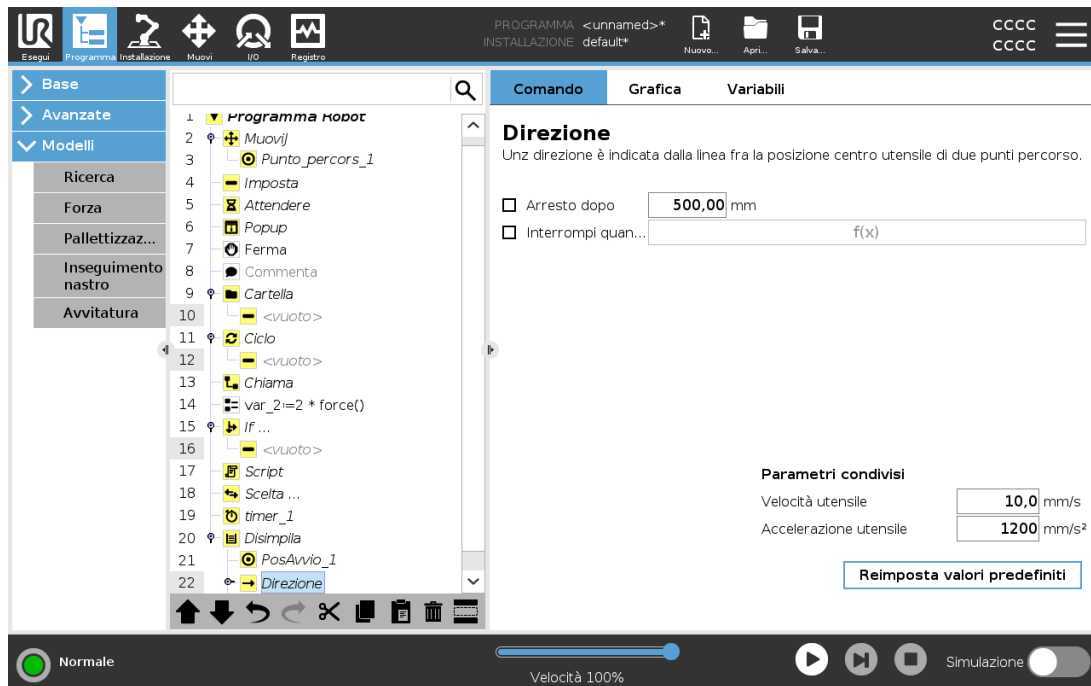 UR
PROGRAMMA <unnamed>*
INSTALLAZIONE default*
Esegui
Programma
Installazione
Muovi
I/O
Registro
Nuovo...
Apri...
Salva...
CCCC
CCCC
Base
Avanzate
Modelli
Ricerca
Forza
Pallettizzaz...
Inseguimento
nastro
Avvitatura
1 Programma Robot
2 MuoviJ
3 Punto_percors_1
4 Imposta
5 Attendere
6 Popup
7 Ferma
8 Commenta
9 Cartella
10 <vuoto>
11 Ciclo
12 <vuoto>
13 Chiama
14 var_2:=2 * force()
15 If ...
16 <vuoto>
17 Script
18 Scelta ...
19 timer_1
20 Disimpila
21 PosAvvio_1
22 Direzione
Comando Grafica Variabili
Direzione
Unz direzione è indicata dalla linea fra la posizione centro utensile di due punti percorso.
Arresto dopo 500,00 mm
Interrompi quan... f(x)
Parametri condivisi
Velocità utensile 10,0 mm/s
Accelerazione utensile 1200 mm/s²
Reimposta valori predefiniti
Normale
Velocità 100%
Simulazione